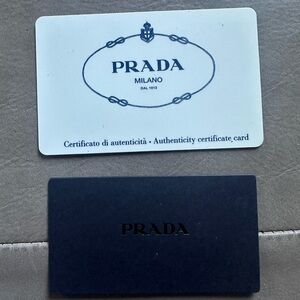 PRADA
MILANO
DAL 1913
Certificato di autenticità · Authenticity certificate card
PRADA